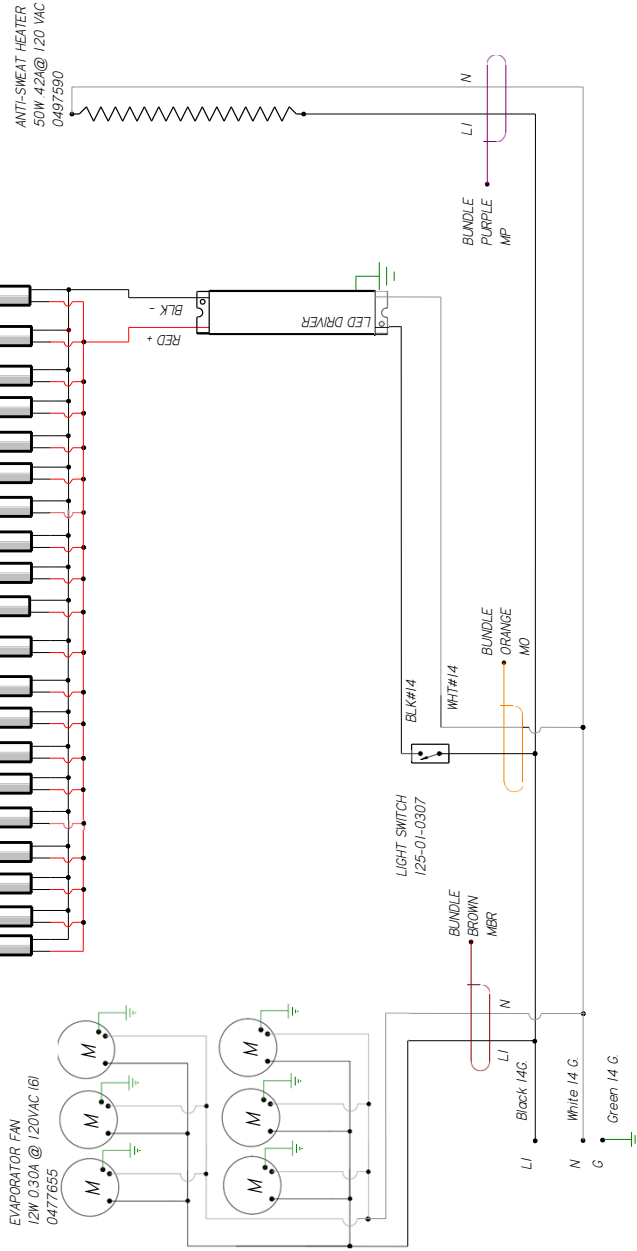 ANTI-SWEAT HEATER
50W .42A@ 120 VAC
0497590
N
L1
BUNDLE
PURPLE
MP
BLK -
RED +
LED DRIVER
BLK#14
WHT#14
BUNDLE
ORANGE
MO
LIGHT SWITCH
125-01-0307
BUNDLE
BROWN
MBR
N
L1
EVAPORATOR FAN
12W 0.30A @ 120VAC (6)
0477655
M
M
M
M
M
M
Black 14G.
White 14 G.
Green 14 G.
L1
N
G